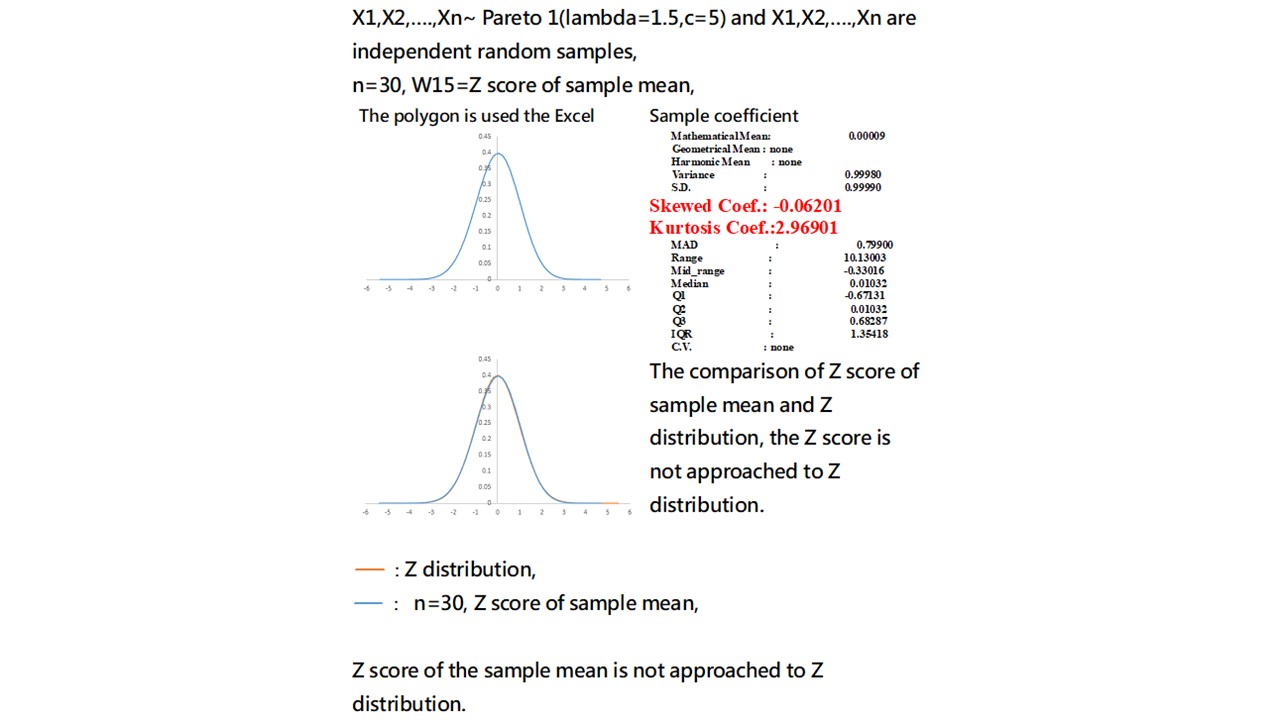 X1,X2,....,Xn~ Pareto 1(lambda=1.5,c=5) and X1,X2,....,Xn are
independent random samples,
n=30, W15=Z score of sample mean,
The polygon is used the Excel
0.45
0.4
0.35
0.3
0.25
0.2
0.15
0.1
0.05
0
-6 -5 -4 -3 -2 -1 0 1 2 3 4 5 6
Sample coefficient
Mathematical Mean: 0.00009
Geometrical Mean : none
Harmonic Mean : none
Variance : 0.99980
S.D. : 0.99990
Skewed Coef.: -0.06201
Kurtosis Coef.:2.96901
MAD : 0.79900
Range : 10.13003
Mid_range : -0.33016
Median : 0.01032
Q1 : -0.67131
Q2 : 0.01032
Q3 : 0.68287
IQR : 1.35418
C.V. : none
0.45
0.4
0.35
0.3
0.25
0.2
0.15
0.1
0.05
0
-6 -5 -4 -3 -2 -1 0 1 2 3 4 5 6
The comparison of Z score of
sample mean and Z
distribution, the Z score is
not approached to Z
distribution.
: Z distribution,
: n=30, Z score of sample mean,
Z score of the sample mean is not approached to Z
distribution.